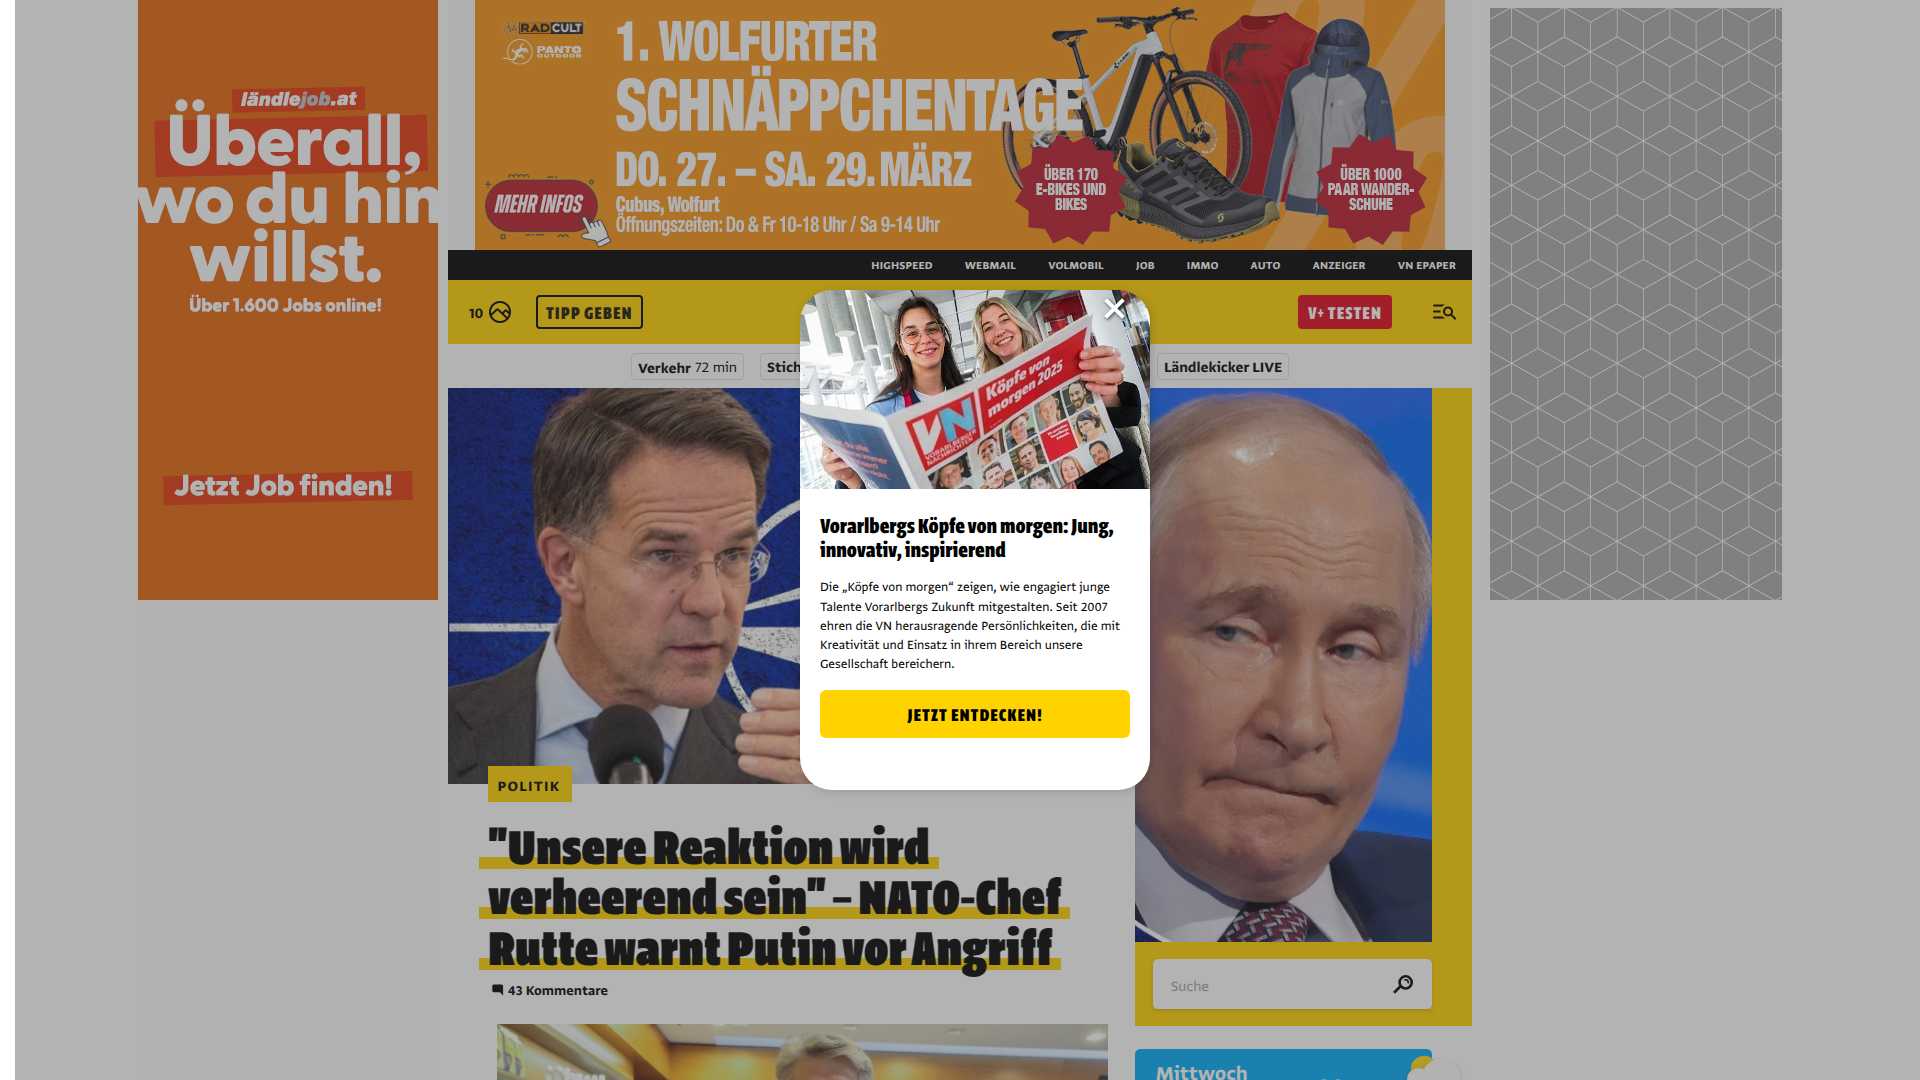 ländlejob.at
Überall,
wo du hin
willst.
Über 1.600 Jobs online!
Jetzt Job finden!
RADCULT
PANTO
OUTDOOR
1. WOLFURTER
SCHNÄPPCHENTAGE
DO. 27. – SA. 29. MÄRZ
MEHR INFOS
Cubus, Wolfurt
Öffnungszeiten: Do & Fr 10-18 Uhr / Sa 9-14 Uhr
ÜBER 170
E-BIKES UND
BIKES
ÜBER 1000
PAAR WANDER-
SCHUHE
HIGHSPEED WEBMAIL VOLMOBIL JOB IMMO AUTO ANZEIGER VN EPAPER
10
TIPP GEBEN
V+ TESTEN
Verkehr 72 min
Stich
Ländlekicker LIVE
Köpfe von
morgen 2025
VN
VORARLBERGER
NACHRICHTEN
Vorarlbergs Köpfe von morgen: Jung,
innovativ, inspirierend
Die „Köpfe von morgen“ zeigen, wie engagiert junge
Talente Vorarlbergs Zukunft mitgestalten. Seit 2007
ehren die VN herausragende Persönlichkeiten, die mit
Kreativität und Einsatz in ihrem Bereich unsere
Gesellschaft bereichern.
JETZT ENTDECKEN!
POLITIK
"Unsere Reaktion wird
verheerend sein" – NATO-Chef
Rutte warnt Putin vor Angriff
43 Kommentare
Suche
Mittwoch